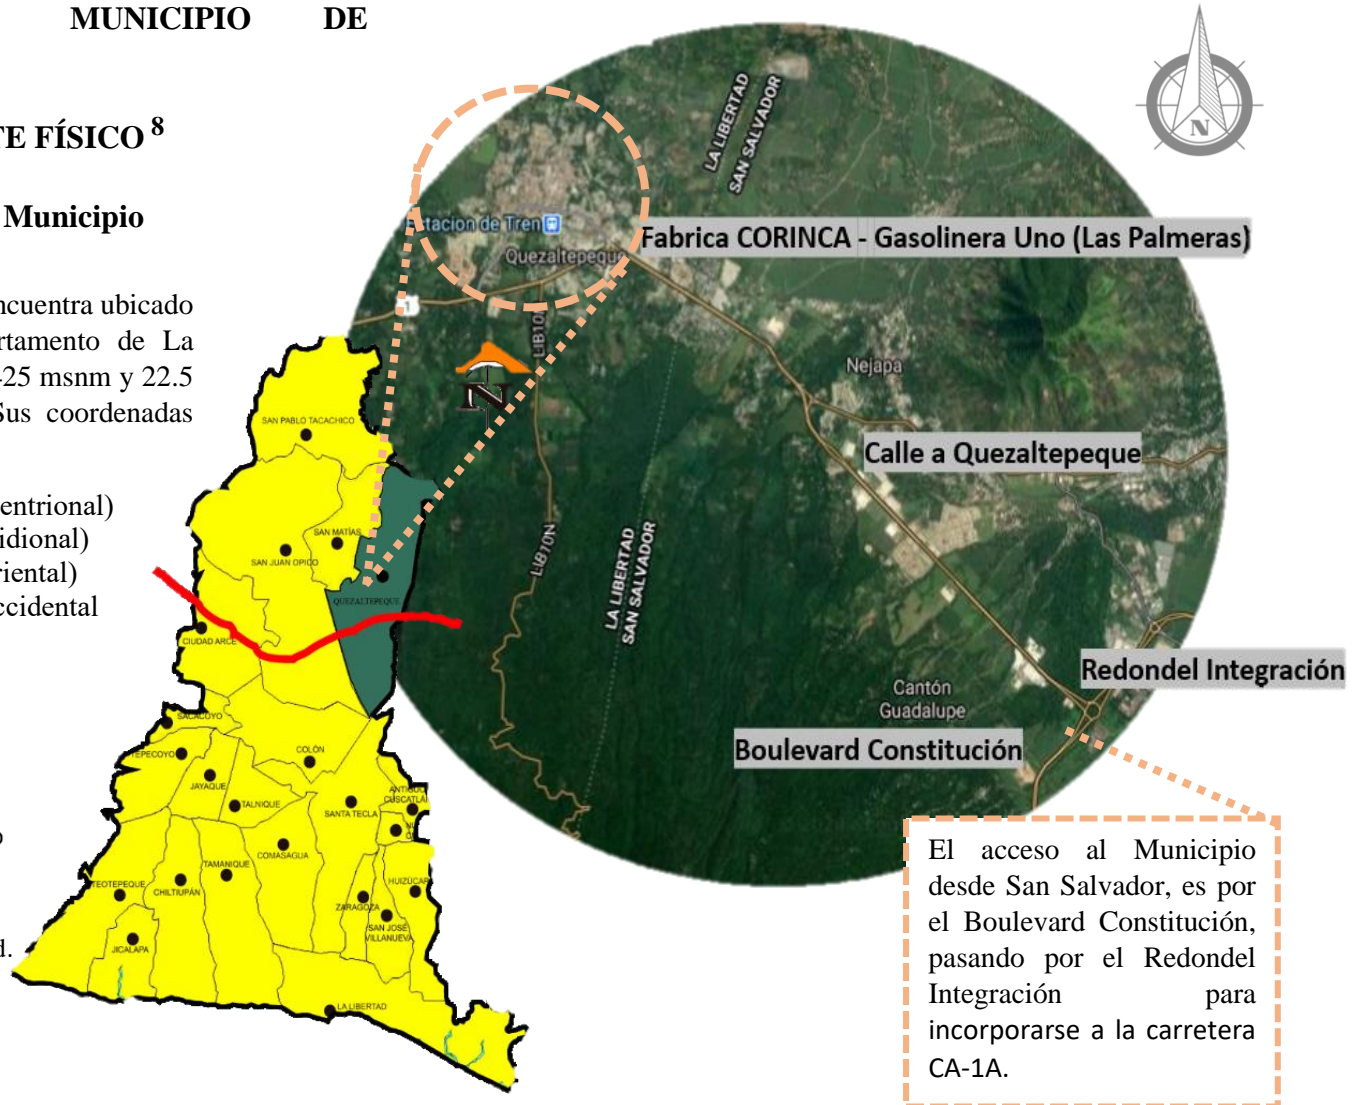 MUNICIPIO DE
TE FÍSICO 8
Municipio
ncuentra ubicado
rtamento de La
25 msnm y 22.5
Sus coordenadas
entrional)
idional)
riental)
ccidental
o
d.
LA LIBERTAD
SAN SALVADOR
N
Estacion de Tren
Fabrica CORINCA - Gasolinera Uno (Las Palmeras)
Quezaltepeque
1
LIB10N
Nejapa
N
Calle a Quezaltepeque
LIB10N
LA LIBERTAD
SAN SALVADOR
Redondel Integración
Cantón
Guadalupe
Boulevard Constitución
SAN PABLO TACACHICO
SAN MATÍAS
SAN JUAN OPICO
QUEZALTEPEQUE
CIUDAD ARCE
SACACOYO
TEPECOYO
COLÓN
JAYAQUE
TALNIQUE
SANTA TECLA
ANTIGUO
CUSCATLÁN
COMASAGUA
TAMANIQUE
TEOTEPEQUE
CHILTIUPÁN
HUIZÚCAR
ZARAGOZA
SAN JOSÉ
VILLANUEVA
JICALAPA
LA LIBERTAD
El acceso al Municipio
desde San Salvador, es por
el Boulevard Constitución,
pasando por el Redondel
Integración para
incorporarse a la carretera
CA-1A.